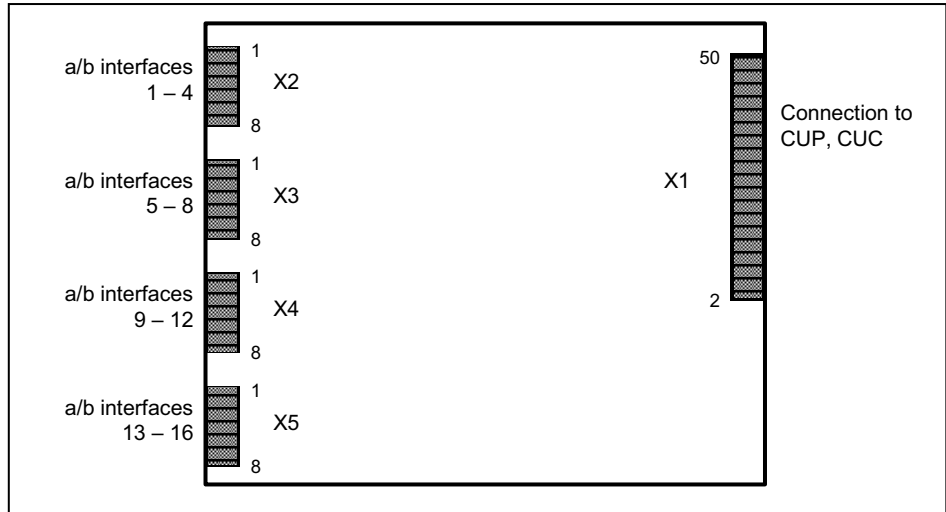 a/b interfaces
1 – 4
1
X2
8
a/b interfaces
5 – 8
1
X3
8
a/b interfaces
9 – 12
1
X4
8
a/b interfaces
13 – 16
1
X5
8
50
X1
2
Connection to
CUP, CUC